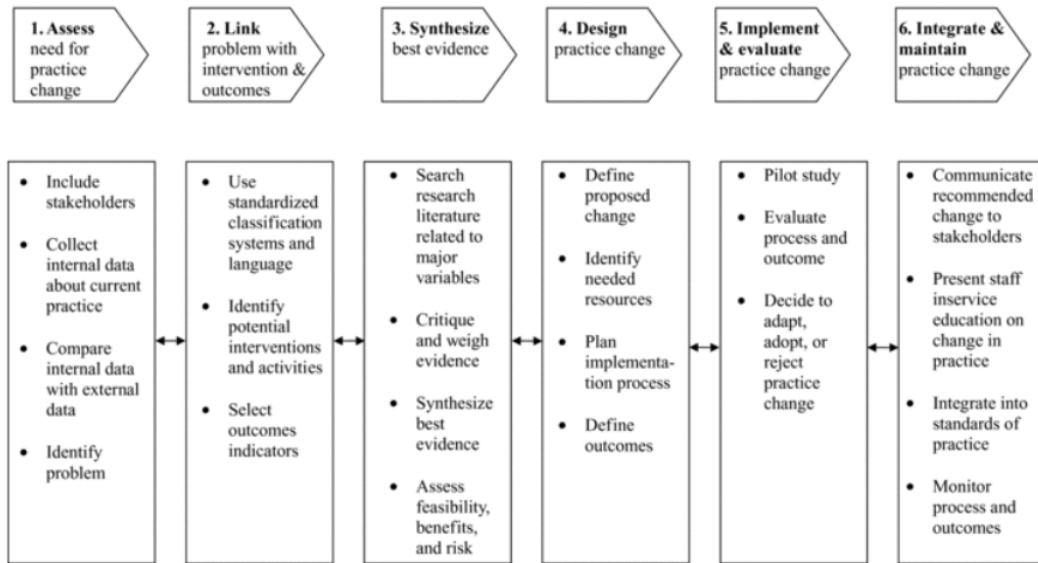 1. Assess
need for
practice
change
2. Link
problem with
intervention &
outcomes
3. Synthesize
best evidence
4. Design
practice change
5. Implement
& evaluate
practice change
6. Integrate &
maintain
practice change
• Include
stakeholders
• Collect
internal data
about current
practice
• Compare
internal data
with external
data
• Identify
problem
• Use
standardized
classification
systems and
language
• Identify
potential
interventions
and activities
• Select
outcomes
indicators
• Search
research
literature
related to
major
variables
• Critique
and weigh
evidence
• Synthesize
best
evidence
• Assess
feasibility,
benefits,
and risk
• Define
proposed
change
• Identify
needed
resources
• Plan
implementa-
tion process
• Define
outcomes
• Pilot study
• Evaluate
process and
outcome
• Decide to
adapt,
adopt, or
reject
practice
change
• Communicate
recommended
change to
stakeholders
• Present staff
inservice
education on
change in
practice
• Integrate into
standards of
practice
• Monitor
process and
outcomes